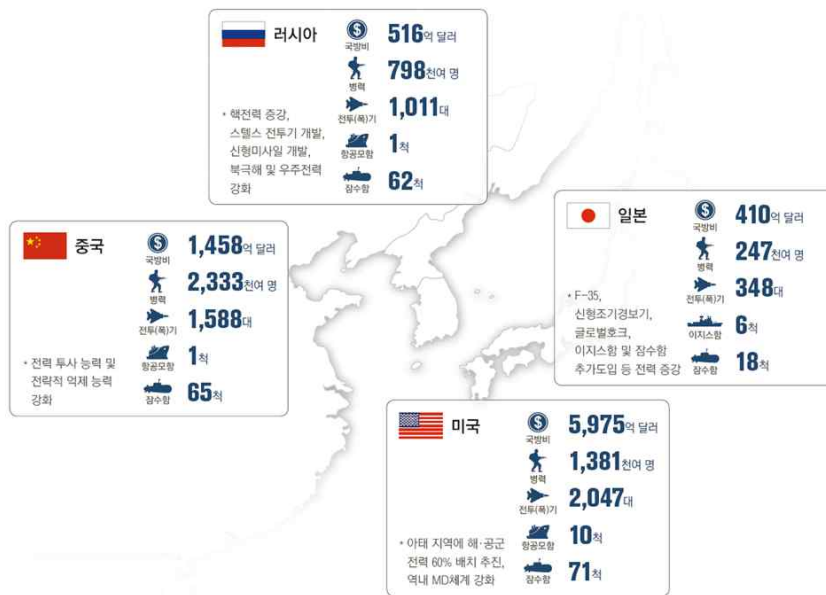 러시아
국방비 516억 달러
병력 798천여 명
전투(폭)기 1,011대
항공모함 1척
잠수함 62척
• 핵전력 증강,
스텔스 전투기 개발,
신형미사일 개발,
북극해 및 우주전력
강화
중국
국방비 1,458억 달러
병력 2,333천여 명
전투(폭)기 1,588대
항공모함 1척
잠수함 65척
• 전력 투사 능력 및
전략적 억제 능력
강화
일본
국방비 410억 달러
병력 247천여 명
전투(폭)기 348대
이지스함 6척
잠수함 18척
• F-35,
신형조기경보기,
글로벌호크,
이지스함 및 잠수함
추가도입 등 전력 증강
미국
국방비 5,975억 달러
병력 1,381천여 명
전투(폭)기 2,047대
항공모함 10척
잠수함 71척
• 아태 지역에 해·공군
전력 60% 배치 추진,
역내 MD체계 강화